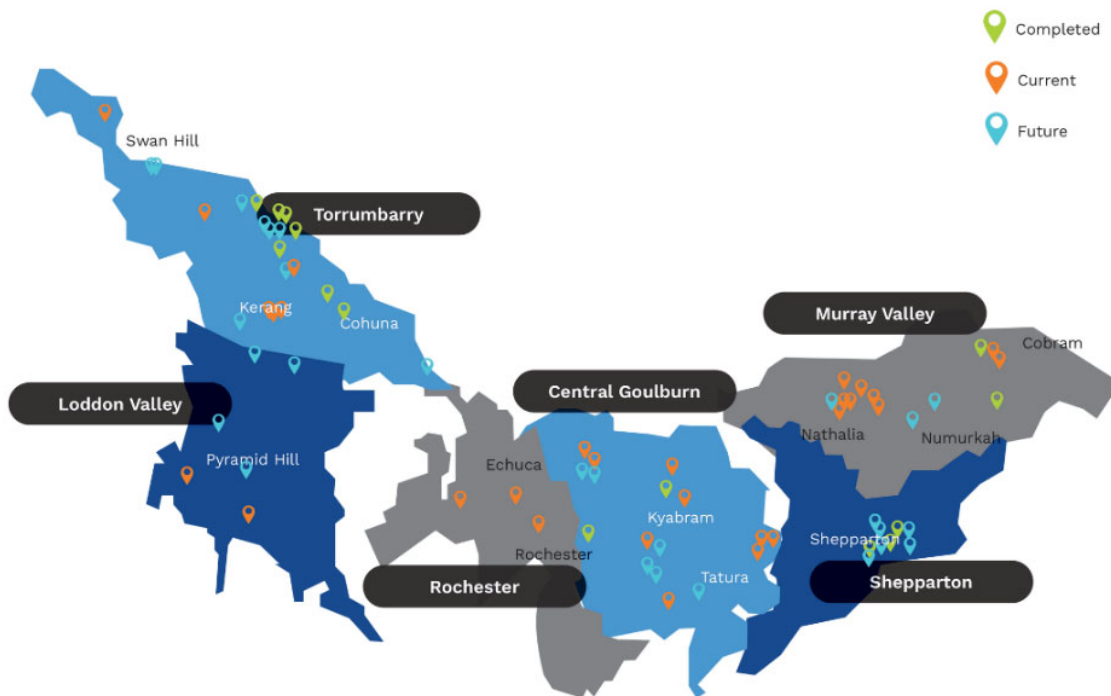 Completed
Current
Future
Swan Hill
Torrumbarry
Kerang
Cohuna
Murray Valley
Cobram
Loddon Valley
Central Goulburn
Nathalia
Numurkah
Pyramid Hill
Echuca
Kyabram
Shepparton
Rochester
Tatura
Rochester
Shepparton